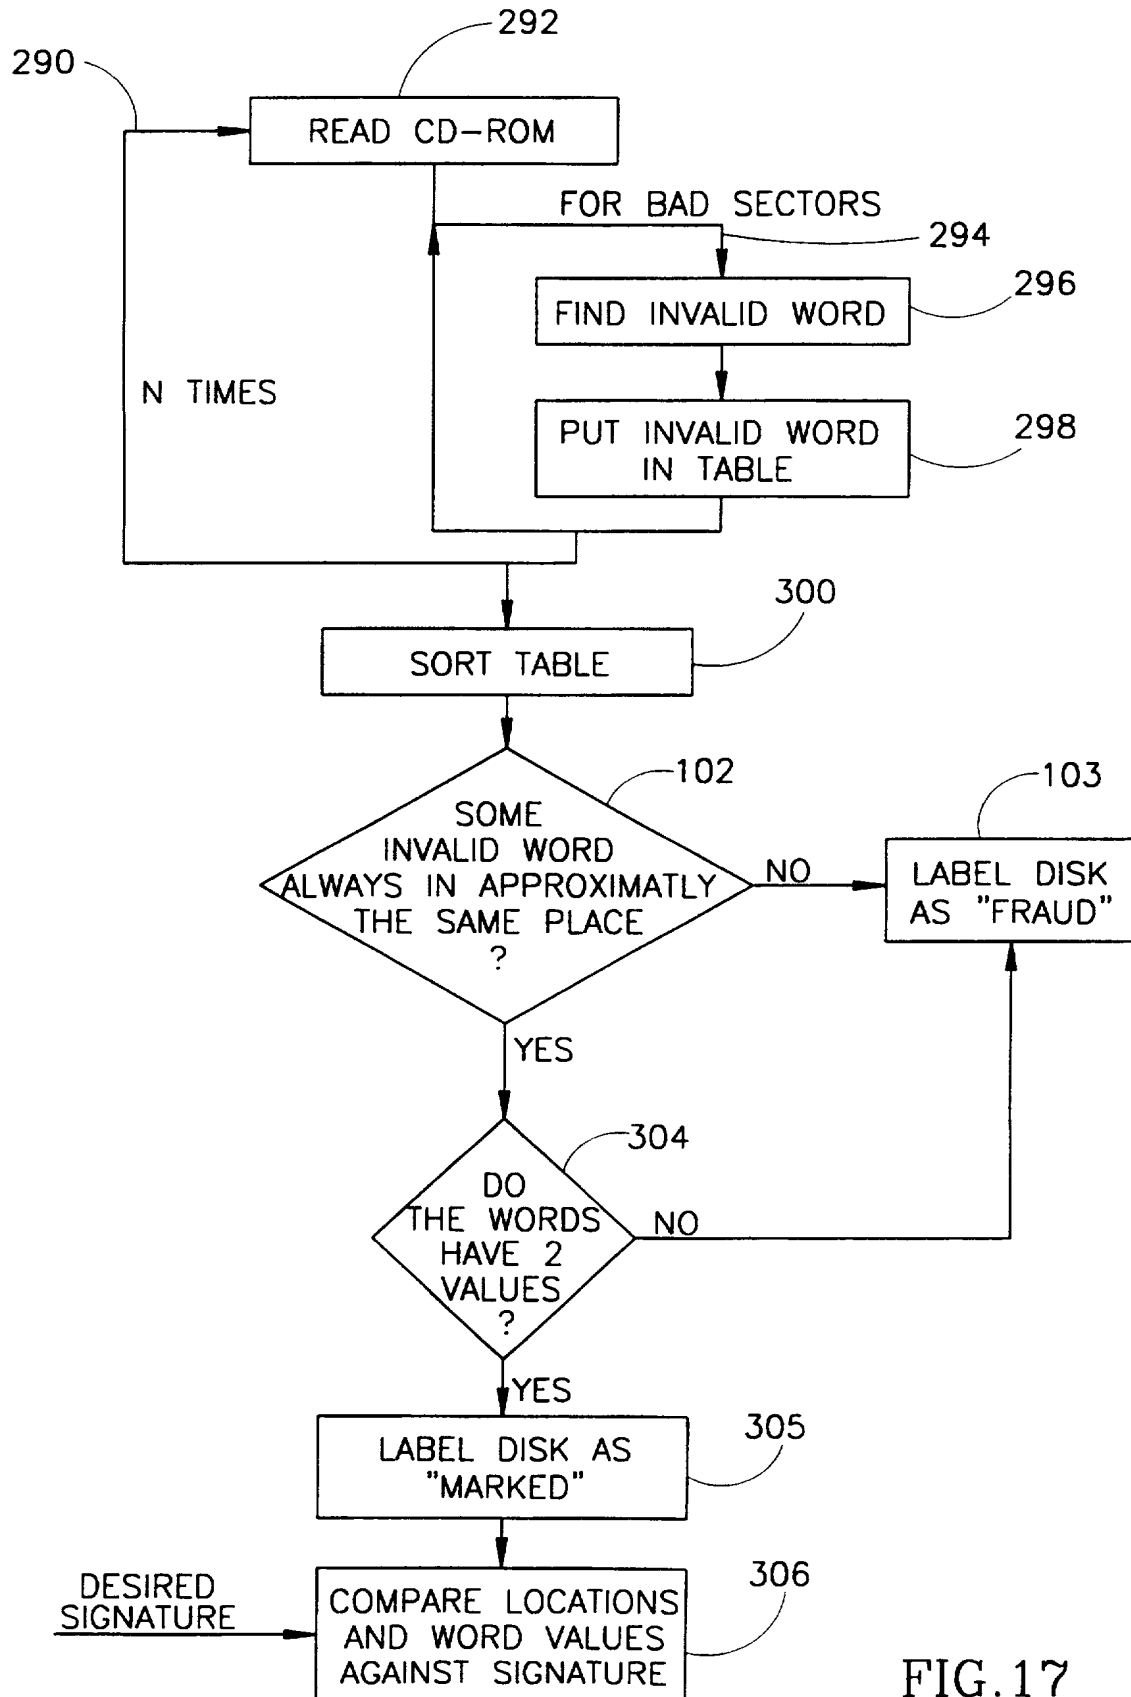 292
290
READ CD-ROM
FOR BAD SECTORS
294
296
FIND INVALID WORD
N TIMES
298
PUT INVALID WORD
IN TABLE
300
SORT TABLE
102
103
SOME
INVALID WORD
ALWAYS IN APPROXIMATLY
THE SAME PLACE
?
NO
LABEL DISK
AS "FRAUD"
YES
304
DO
THE WORDS
HAVE 2
VALUES
?
NO
YES
305
LABEL DISK AS
"MARKED"
306
DESIRED
SIGNATURE
COMPARE LOCATIONS
AND WORD VALUES
AGAINST SIGNATURE
FIG.17